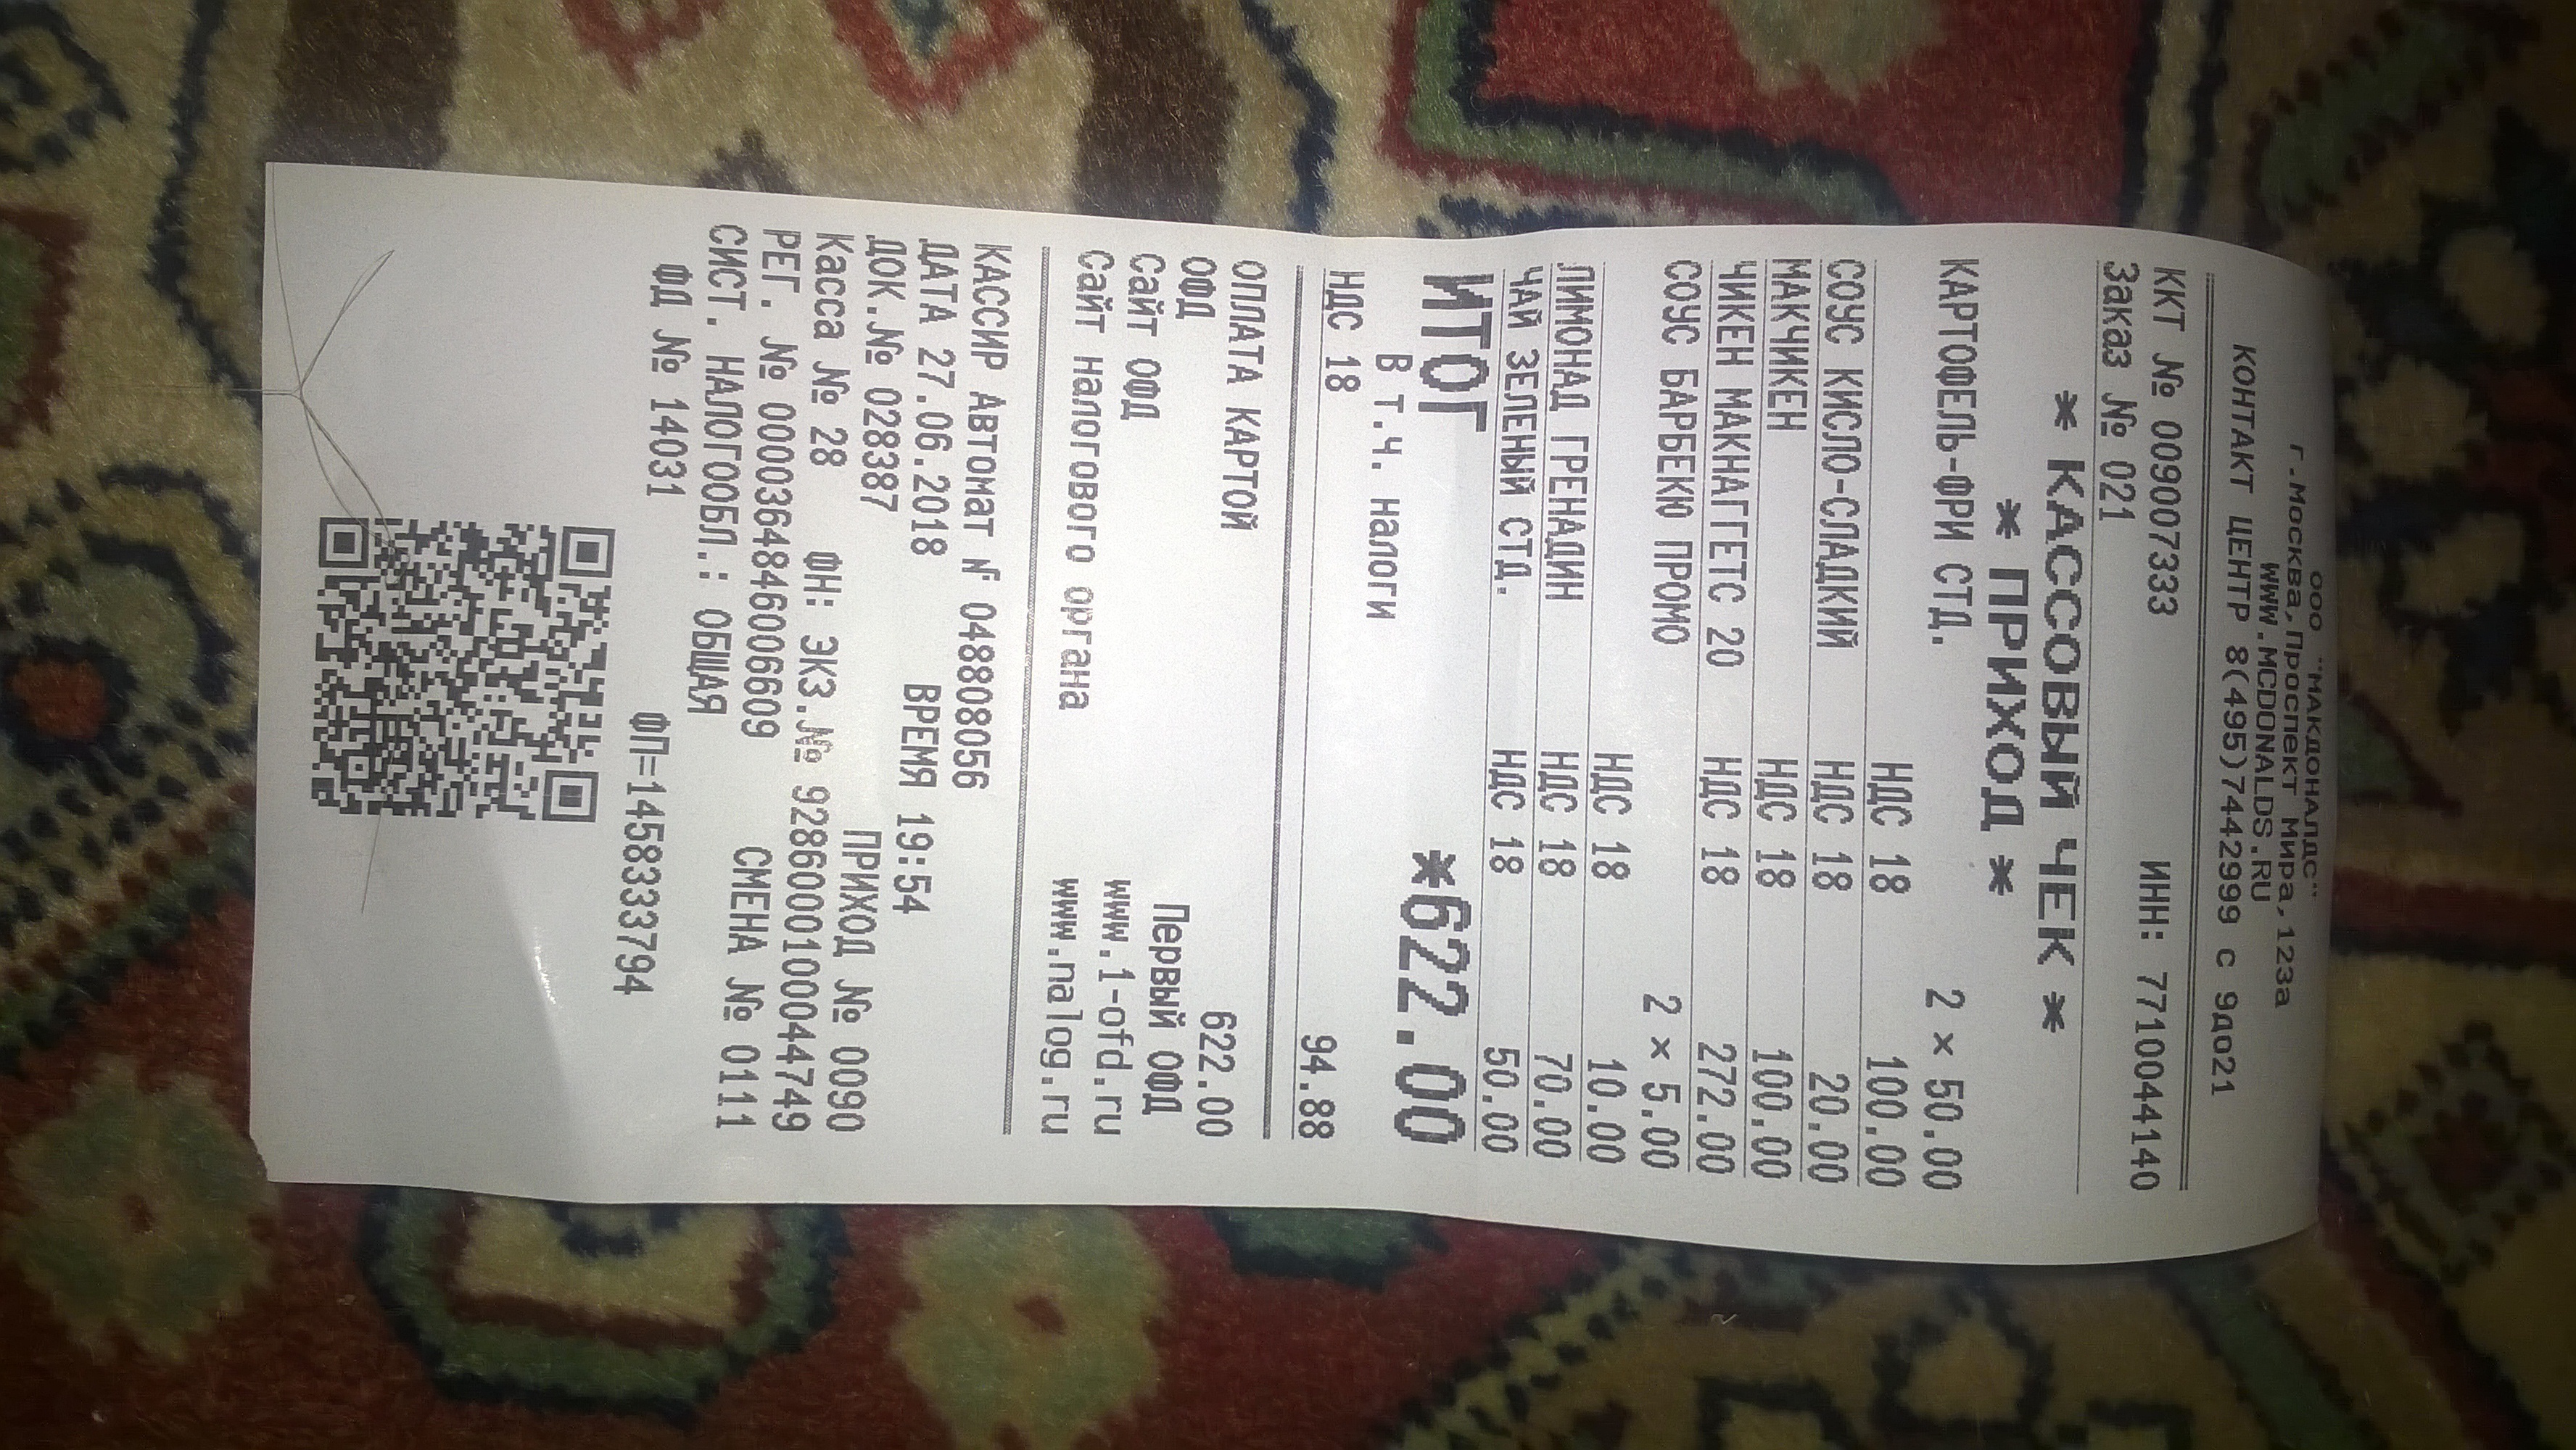 ООО "МАКДОНАЛДС"
г.Москва,Проспект Мира,123а
WWW.MCDONALDS.RU
КОНТАКТ ЦЕНТР 8(495)7442999 с 9до21
ККТ № 0090007333 ИНН: 7710044140
Заказ № 021
* КАССОВЫЙ ЧЕК *
* ПРИХОД *
КАРТОФЕЛЬ-ФРИ СТД. 2 × 50.00
НДС 18 100.00
СОУС КИСЛО-СЛАДКИЙ НДС 18 20.00
МАКЧИКЕН НДС 18 100.00
ЧИКЕН МАКНАГГЕТС 20 НДС 18 272.00
СОУС БАРБЕКЮ ПРОМО 2 × 5.00
НДС 18 10.00
ЛИМОНАД ГРЕНАДИН НДС 18 70.00
ЧАЙ ЗЕЛЕНЫЙ СТД. НДС 18 50.00
ИТОГ *622.00
В т.ч. налоги
НДС 18 94.88
ОПЛАТА КАРТОЙ 622.00
ОФД Первый ОФД
Сайт ОФД www.1-ofd.ru
Сайт налогового органа www.nalog.ru
КАССИР Автомат N 048808056
ДАТА 27.06.2018 ВРЕМЯ 19:54
ДОК.№ 028387 ПРИХОД № 0090
Касса № 28 ФН: ЭКЗ.№ 9286000100044749
РЕГ. № 0000364846006609 СМЕНА № 0111
СИСТ. НАЛОГООБЛ.: ОБЩАЯ
ФД № 14031 ФП=1458333794